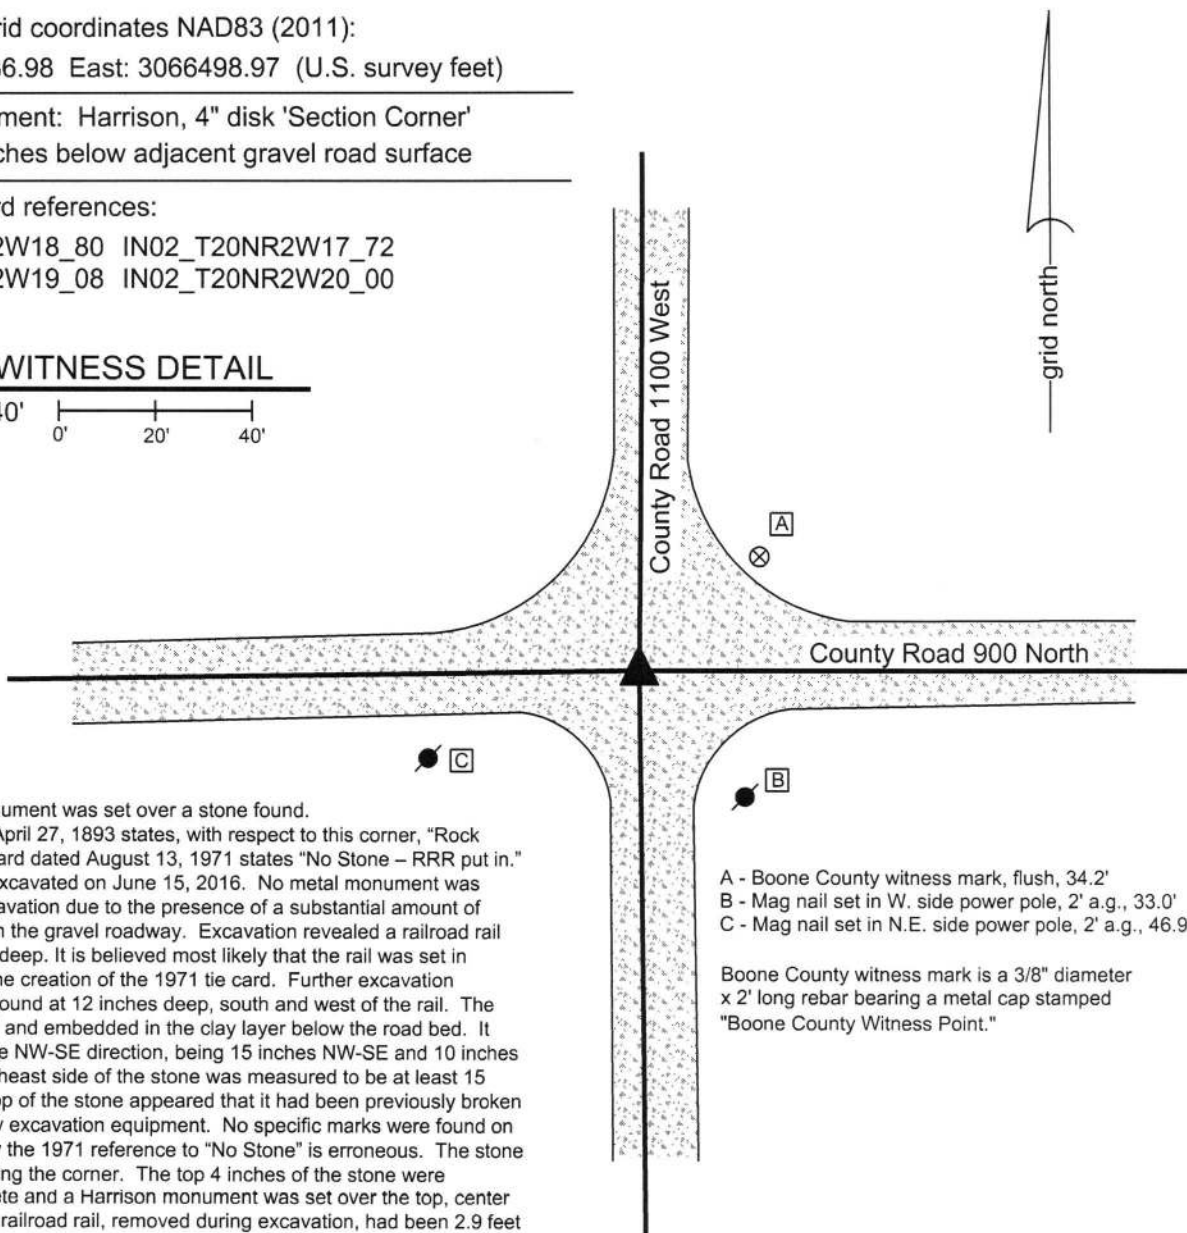 rid coordinates NAD83 (2011):
6.98 East: 3066498.97 (U.S. survey feet)
ment: Harrison, 4" disk 'Section Corner'
ches below adjacent gravel road surface
rd references:
2W18_80 IN02_T20NR2W17_72
2W19_08 IN02_T20NR2W20_00
WITNESS DETAIL
40'
0' 20' 40'
grid north
County Road 1100 West
A
County Road 900 North
C
B
nument was set over a stone found.
April 27, 1893 states, with respect to this corner, “Rock
ard dated August 13, 1971 states “No Stone – RRR put in.”
xcavated on June 15, 2016. No metal monument was
avation due to the presence of a substantial amount of
n the gravel roadway. Excavation revealed a railroad rail
deep. It is believed most likely that the rail was set in
ne creation of the 1971 tie card. Further excavation
ound at 12 inches deep, south and west of the rail. The
and embedded in the clay layer below the road bed. It
e NW-SE direction, being 15 inches NW-SE and 10 inches
heast side of the stone was measured to be at least 15
op of the stone appeared that it had been previously broken
y excavation equipment. No specific marks were found on
y the 1971 reference to “No Stone” is erroneous. The stone
ing the corner. The top 4 inches of the stone were
ete and a Harrison monument was set over the top, center
railroad rail, removed during excavation, had been 2.9 feet
A - Boone County witness mark, flush, 34.2'
B - Mag nail set in W. side power pole, 2' a.g., 33.0'
C - Mag nail set in N.E. side power pole, 2' a.g., 46.9
Boone County witness mark is a 3/8" diameter
x 2' long rebar bearing a metal cap stamped
"Boone County Witness Point."